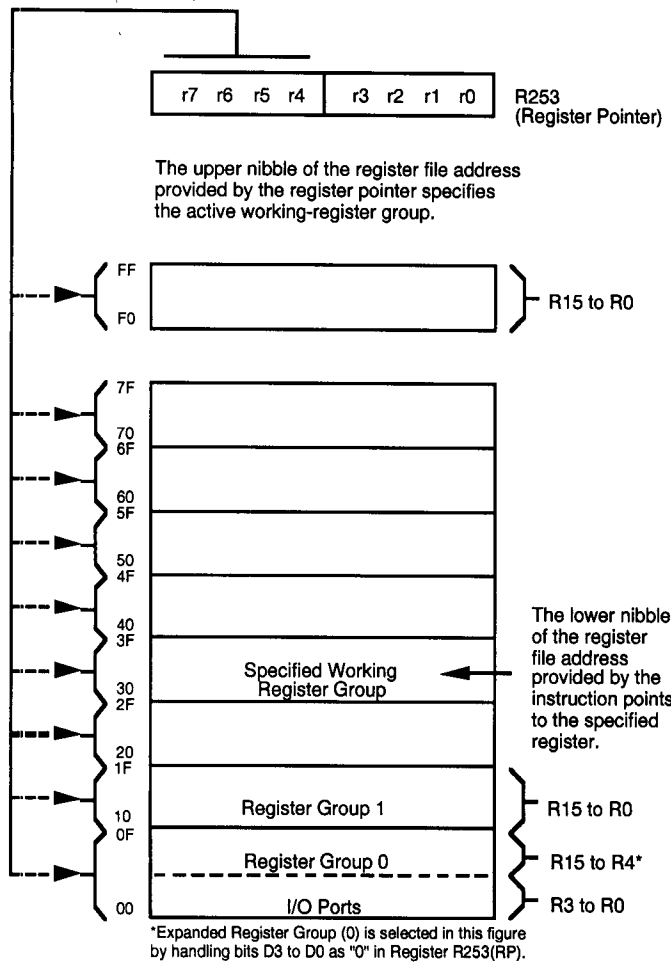 r7 r6 r5 r4 r3 r2 r1 r0
R253
(Register Pointer)
The upper nibble of the register file address
provided by the register pointer specifies
the active working-register group.
FF
F0
R15 to R0
7F
70
6F
60
5F
50
4F
40
3F
30
2F
20
1F
10
0F
00
Specified Working
Register Group
The lower nibble
of the register
file address
provided by the
instruction points
to the specified
register.
Register Group 1
R15 to R0
Register Group 0
R15 to R4*
I/O Ports
R3 to R0
*Expanded Register Group (0) is selected in this figure
by handling bits D3 to D0 as "0" in Register R253(RP).